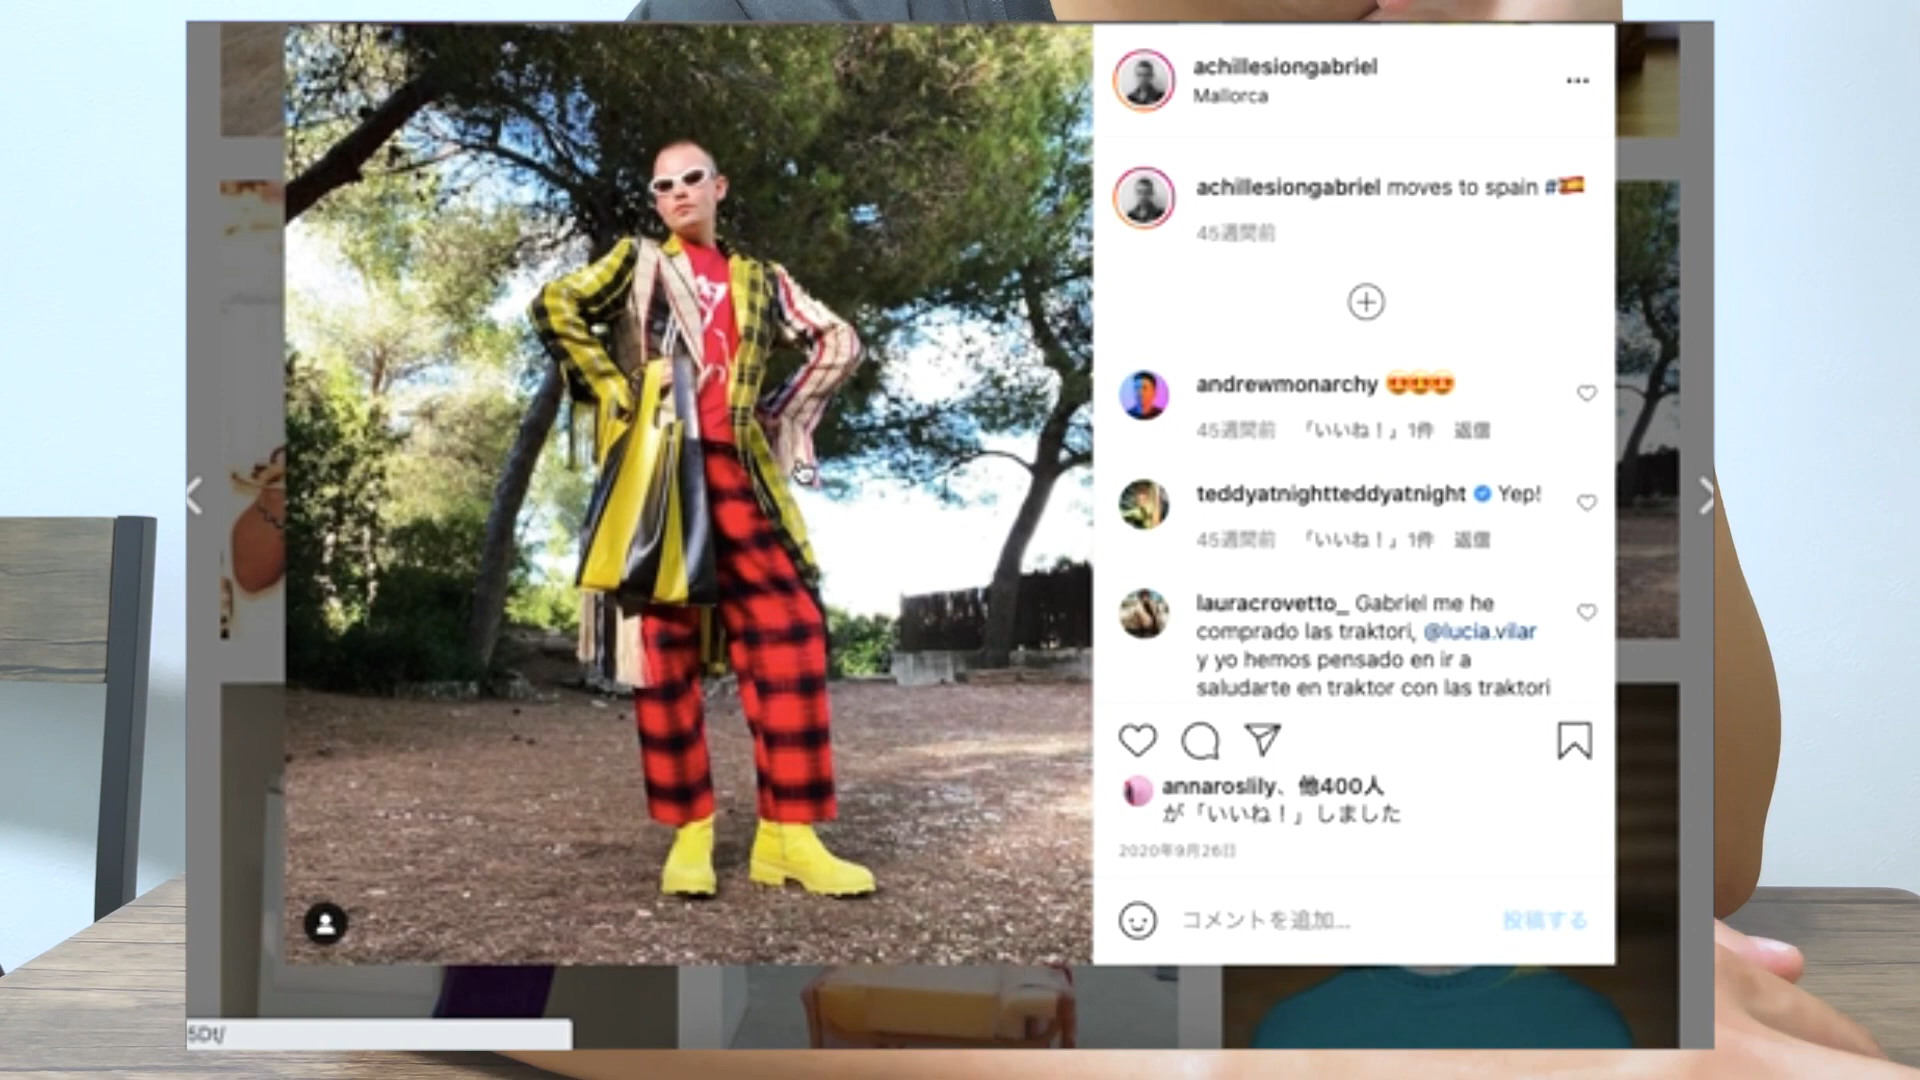 achillesiongabriel
Mallorca
achillesiongabriel moves to spain #🇪🇸
45週間前
andrewmonarchy 😍😍😍
45週間前 「いいね！」1件 返信
teddyatnightteddyatnight Yep!
45週間前 「いいね！」1件 返信
lauracrovetto_ Gabriel me he
comprado las traktori, @lucia.vilar
y yo hemos pensado en ir a
saludarte en traktor con las traktori
annaroslily、他400人
が「いいね！」しました
2020年9月26日
コメントを追加...
投稿する
5Dt/